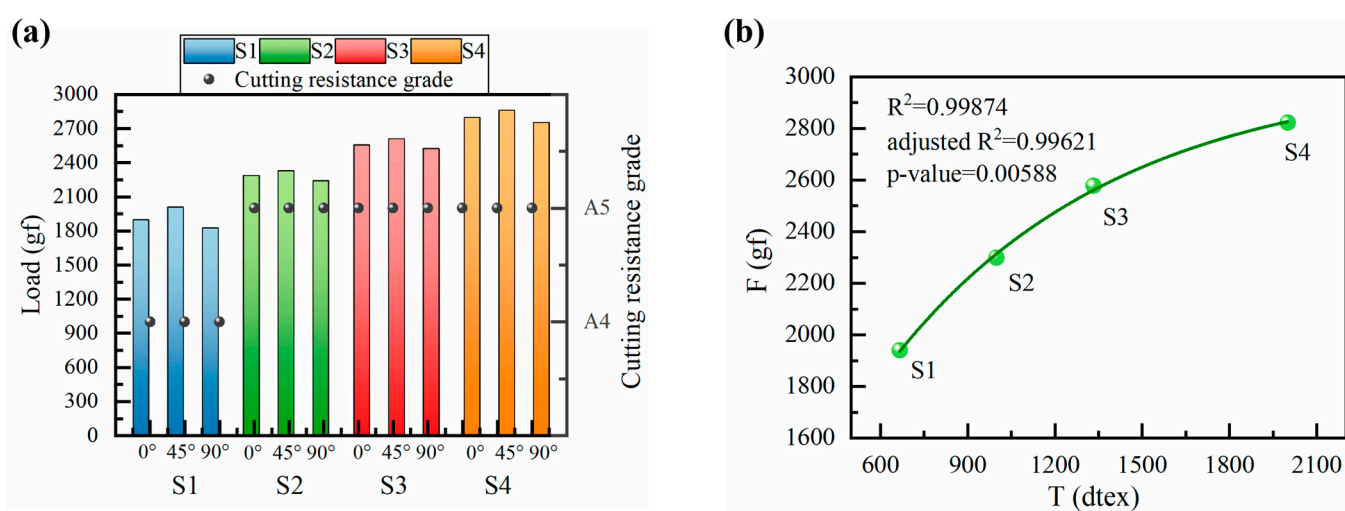 (a)
S1 S2 S3 S4
Cutting resistance grade
3000
2700
2400
2100
1800
1500
1200
900
600
300
0
Load (gf)
A5
A4
Cutting resistance grade
0° 45° 90° 0° 45° 90° 0° 45° 90° 0° 45° 90°
S1 S2 S3 S4
(b)
3000
2800
2600
2400
2200
2000
1800
1600
F (gf)
R²=0.99874
adjusted R²=0.99621
p-value=0.00588
S4
S3
S2
S1
600 900 1200 1500 1800 2100
T (dtex)